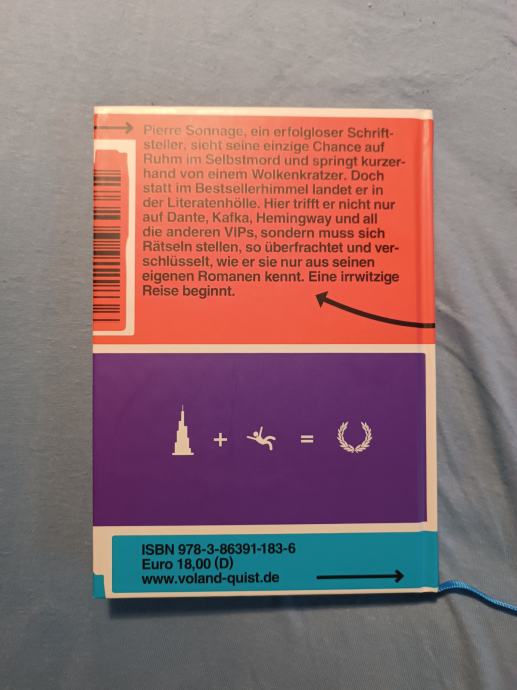 Pierre Sonnage, ein erfolgloser Schrift-
steller, sieht seine einzige Chance auf
Ruhm im Selbstmord und springt kurzer-
hand von einem Wolkenkratzer. Doch
statt im Bestsellerhimmel landet er in
der Literatenhölle. Hier trifft er nicht nur
auf Dante, Kafka, Hemingway und all
die anderen VIPs, sondern muss sich
Rätseln stellen, so überfrachtet und ver-
schlüsselt, wie er sie nur aus seinen
eigenen Romanen kennt. Eine irrwitzige
Reise beginnt.
+ =
ISBN 978-3-86391-183-6
Euro 18,00 (D)
www.voland-quist.de